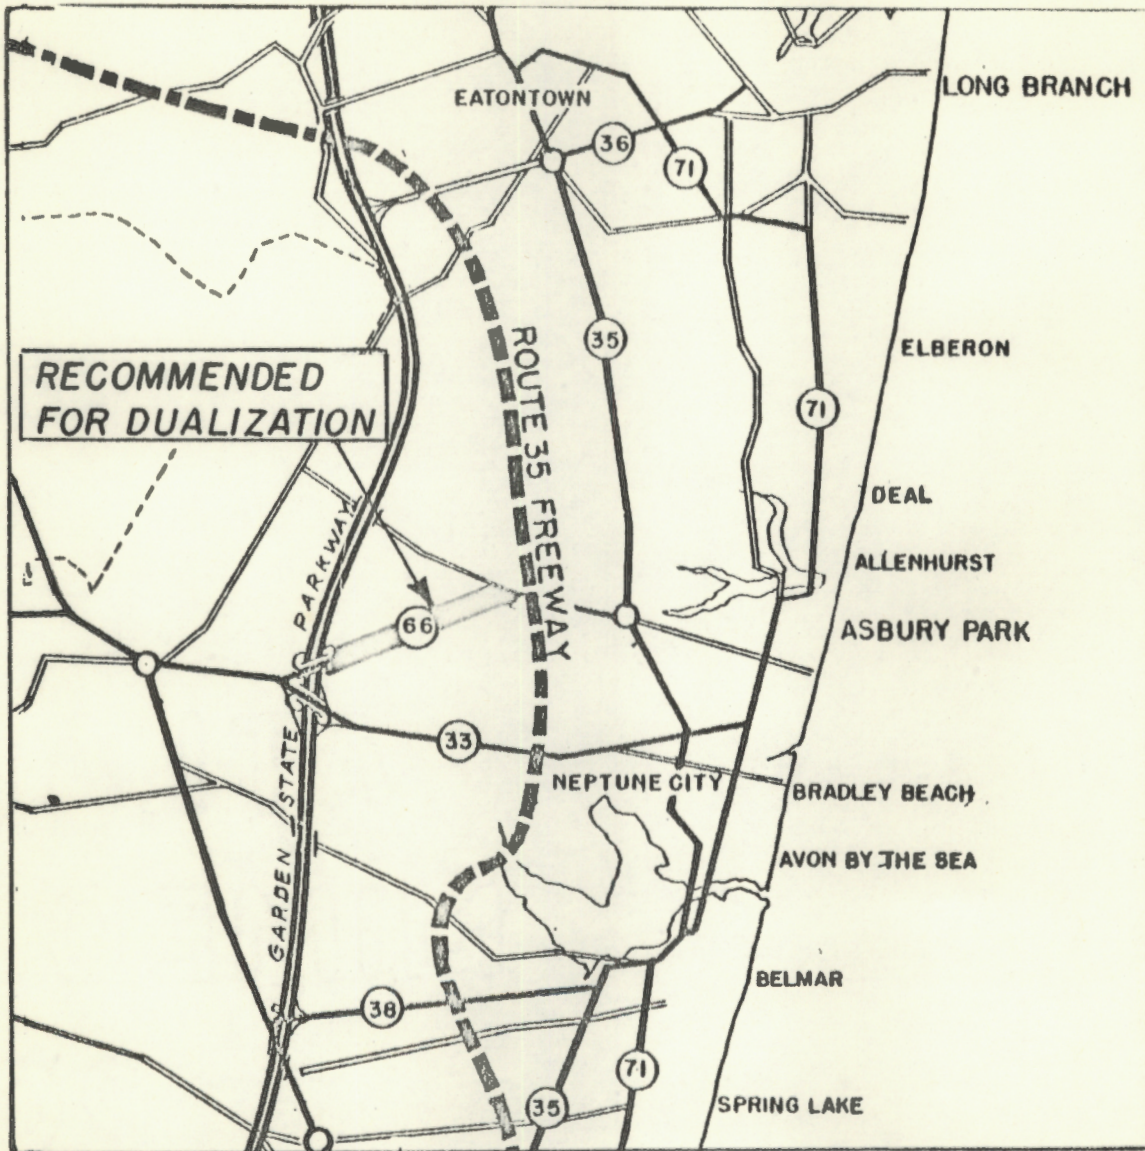 LONG BRANCH
EATONTOWN
36
71
35
ELBERON
RECOMMENDED
FOR DUALIZATION
ROUTE 35 FREEWAY
71
DEAL
ALLENHURST
GARDEN STATE PARKWAY
66
ASBURY PARK
33
NEPTUNE CITY
BRADLEY BEACH
AVON BY THE SEA
BELMAR
38
71
35
SPRING LAKE